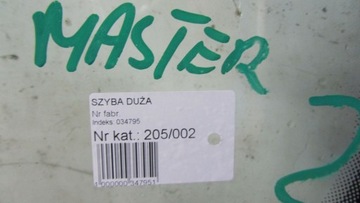 MASTER
SZYBA DUŻA
Nr fabr.
Indeks: 034795
Nr kat.: 205/002